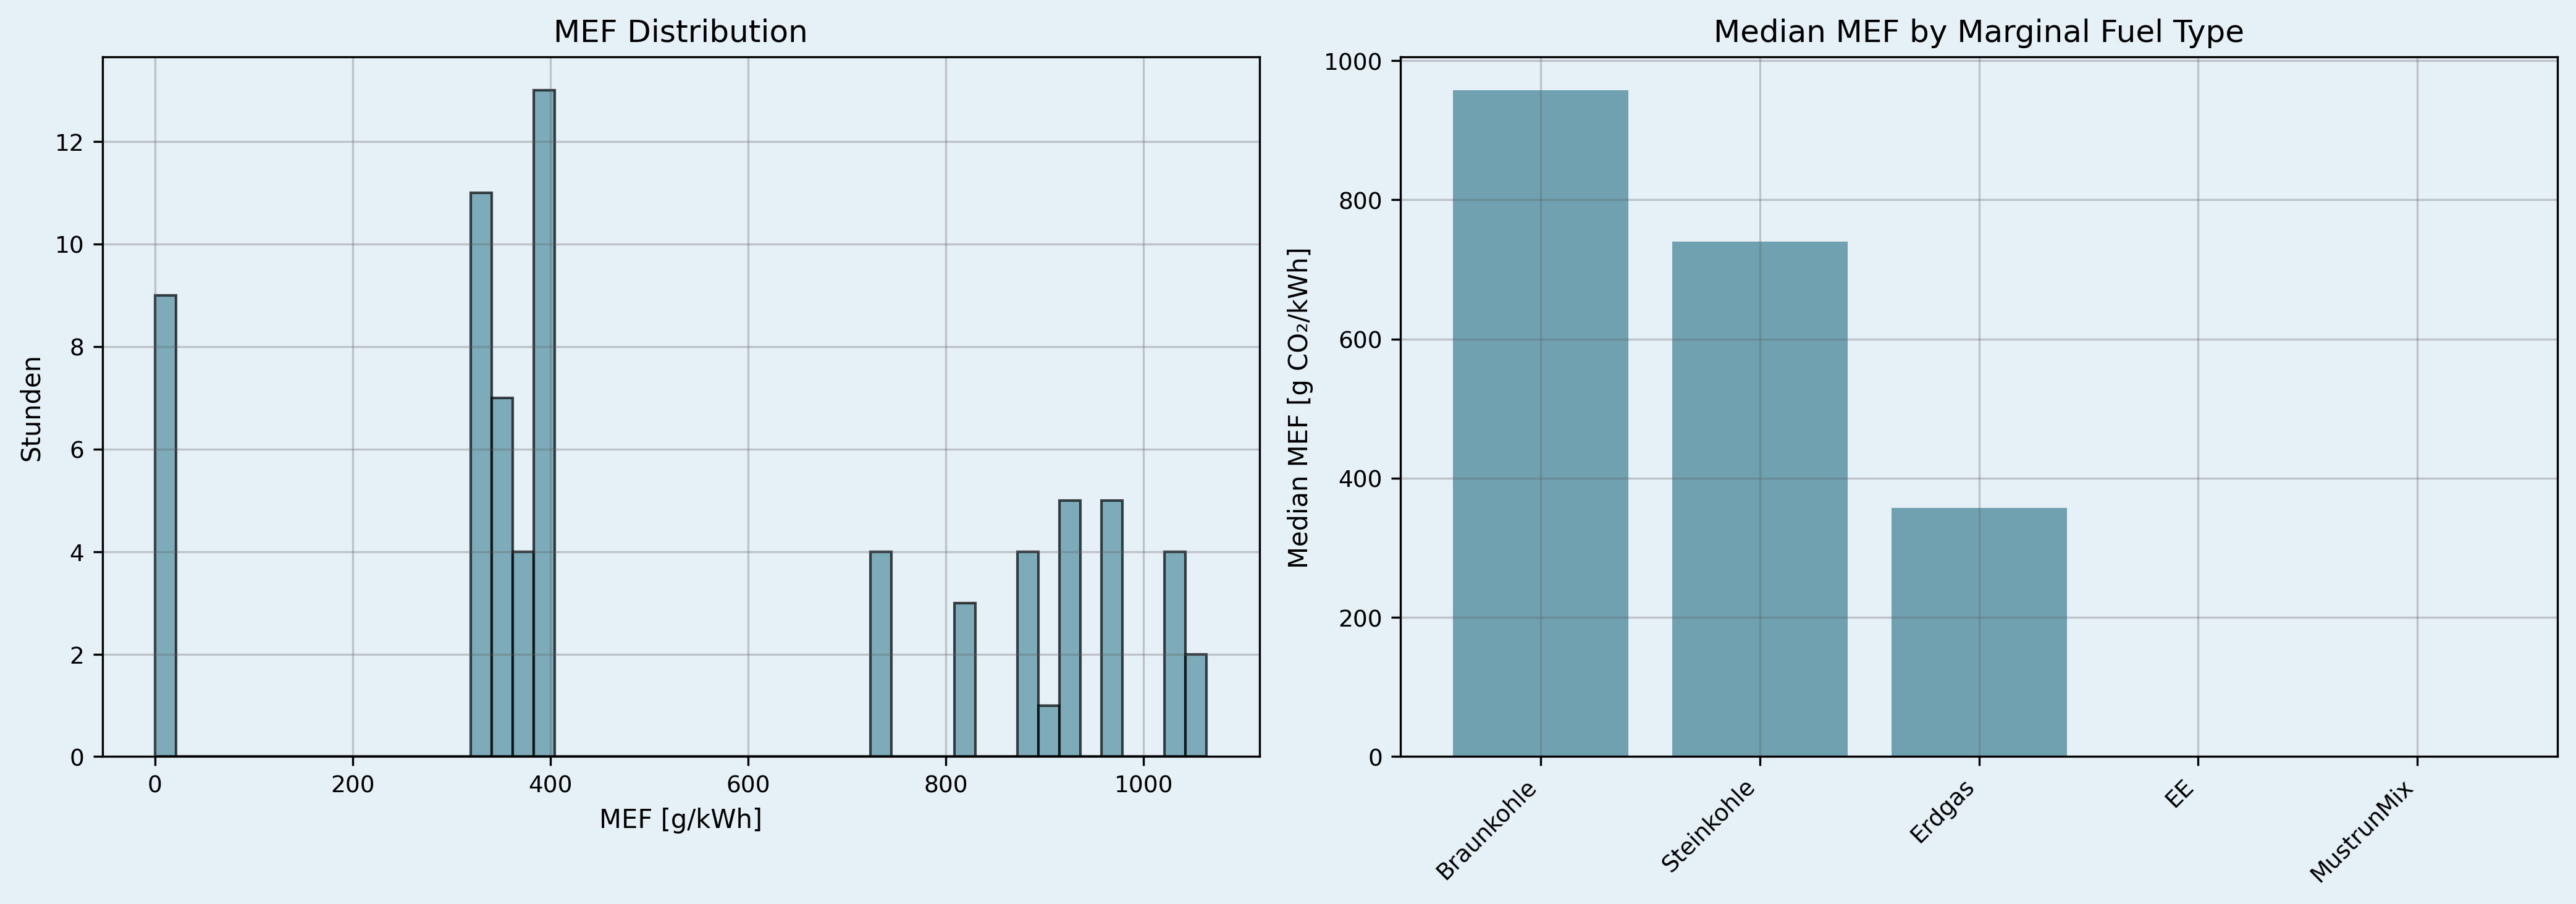 MEF Distribution
Stunden
12
10
8
6
4
2
0
0 200 400 600 800 1000
MEF [g/kWh]
Median MEF by Marginal Fuel Type
Median MEF [g CO₂/kWh]
1000
800
600
400
200
0
Braunkohle
Steinkohle
Erdgas
EE
MustrunMix